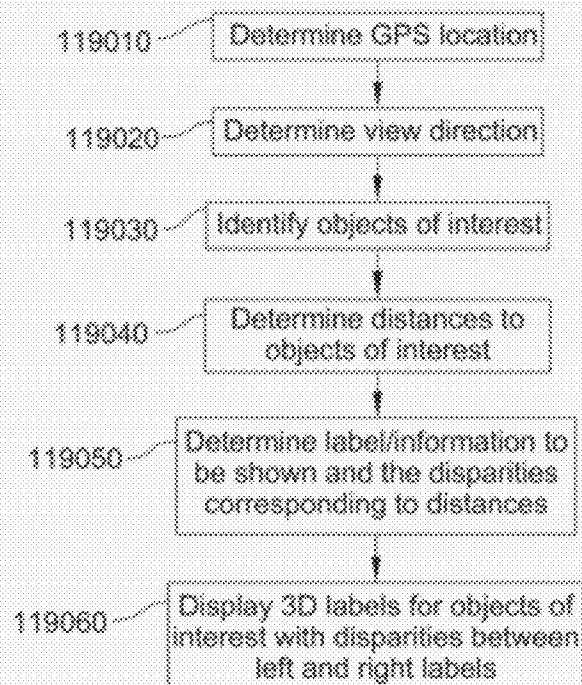 119010
Determine GPS location
119020
Determine view direction
119030
Identify objects of interest
119040
Determine distances to
objects of interest
119050
Determine label/information to
be shown and the disparities
corresponding to distances
119060
Display 3D labels for objects of
interest with disparities between
left and right labels